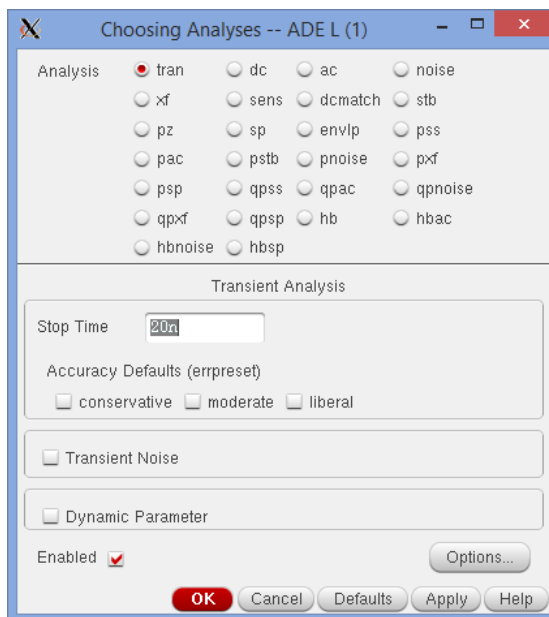 Choosing Analyses -- ADE L (1)
Analysis tran dc ac noise
xf sens dcmatch stb
pz sp envlp pss
pac pstb pnoise pxf
psp qpss qpac qpnoise
qpxf qpsp hb hbac
hbnoise hbsp
Transient Analysis
Stop Time 20n
Accuracy Defaults (errpreset)
conservative moderate liberal
Transient Noise
Dynamic Parameter
Enabled Options...
OK Cancel Defaults Apply Help